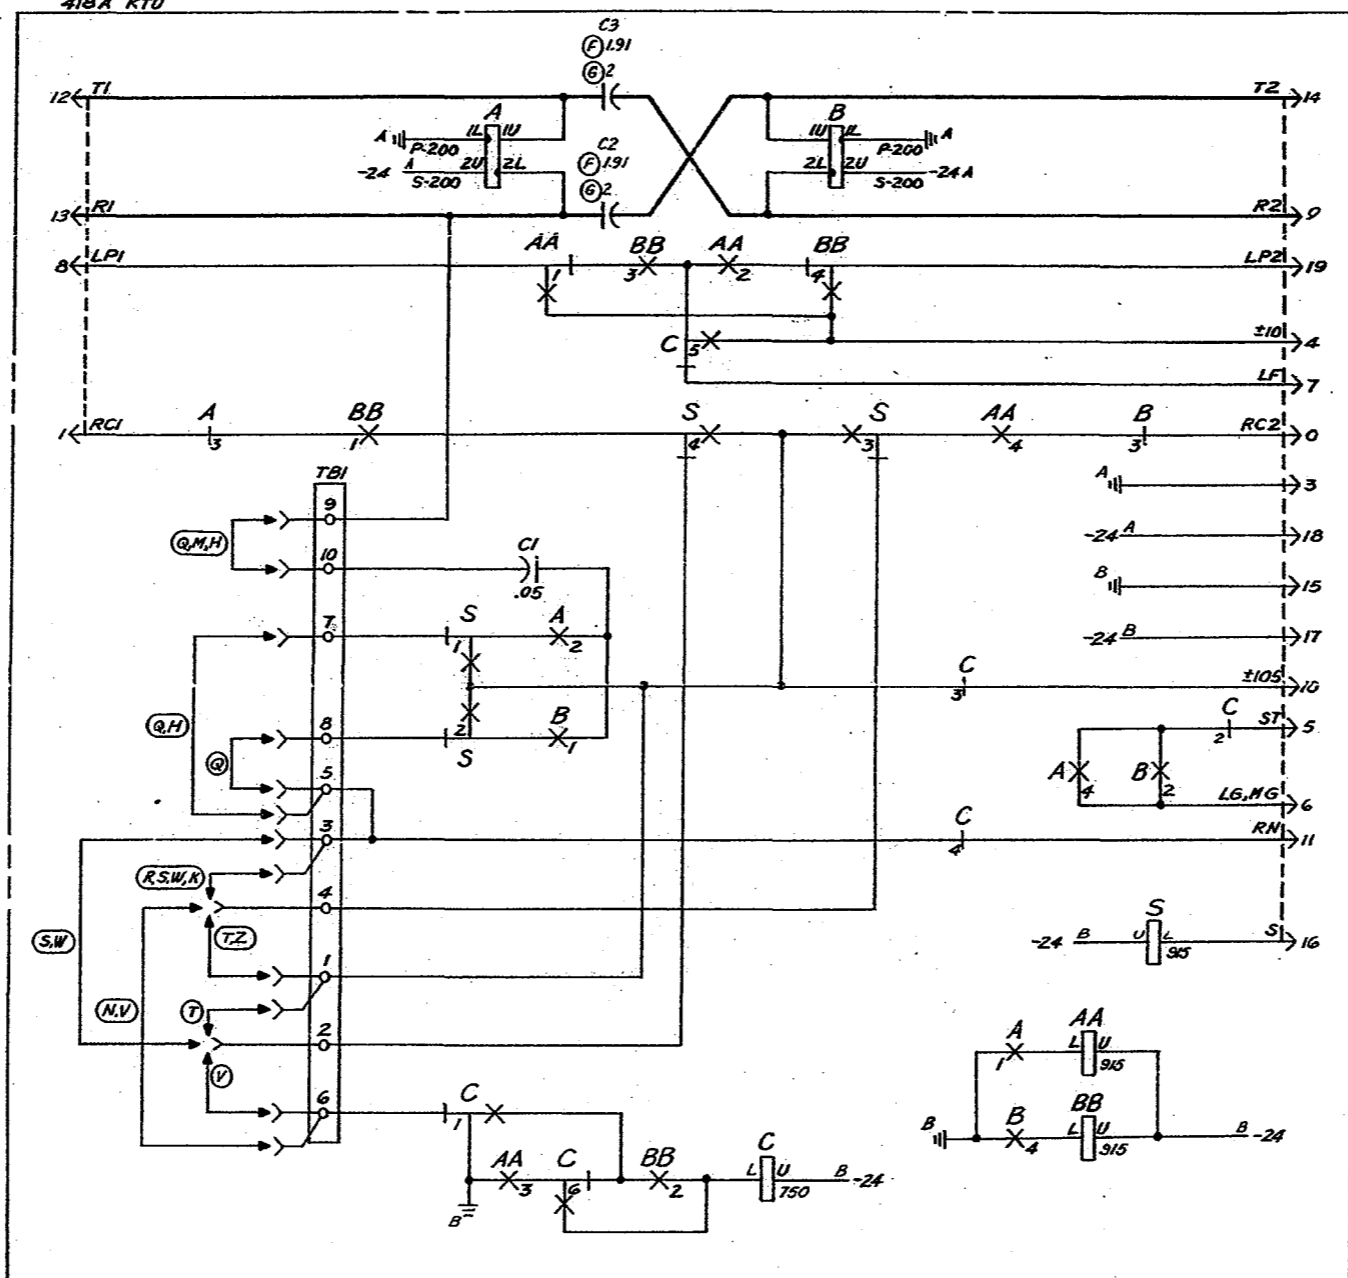 418A KTU
C3
F 1.91
G 2
12 T1
T2 14
A
B
A 1L 1U
1U 1L A
P-200
P-200
-24 A 2U 2L
2L 2U -24 A
S-200
S-200
C2
F 1.91
G 2
13 R1
R2 9
AA BB AA BB
8 LP1
LP2 19
1 3 2 4
±10 4
C 5
LF 7
A BB S S AA B
1 RC1
RC2 0
3 1 4 3 4 3
TB1
A 3
9
Q,M,H
-24 A 18
10
C1
.05
B 15
7
S
1
A
2
-24 B 17
C
3
±10S 10
Q,H
8
2
S
B
1
C
2
ST 5
Q
5
A 4
B 2
LG,MG 6
3
C
4
RN 11
R,S,W,K
4
S,W
T,Z
S
-24 B U L S 16
915
1
N,V
T
2
A
1
AA
L U
915
V
6
C
1
B
B
4
BB
L U
915
B -24
AA
3
C
6
BB
2
C
L U
750
B -24
B